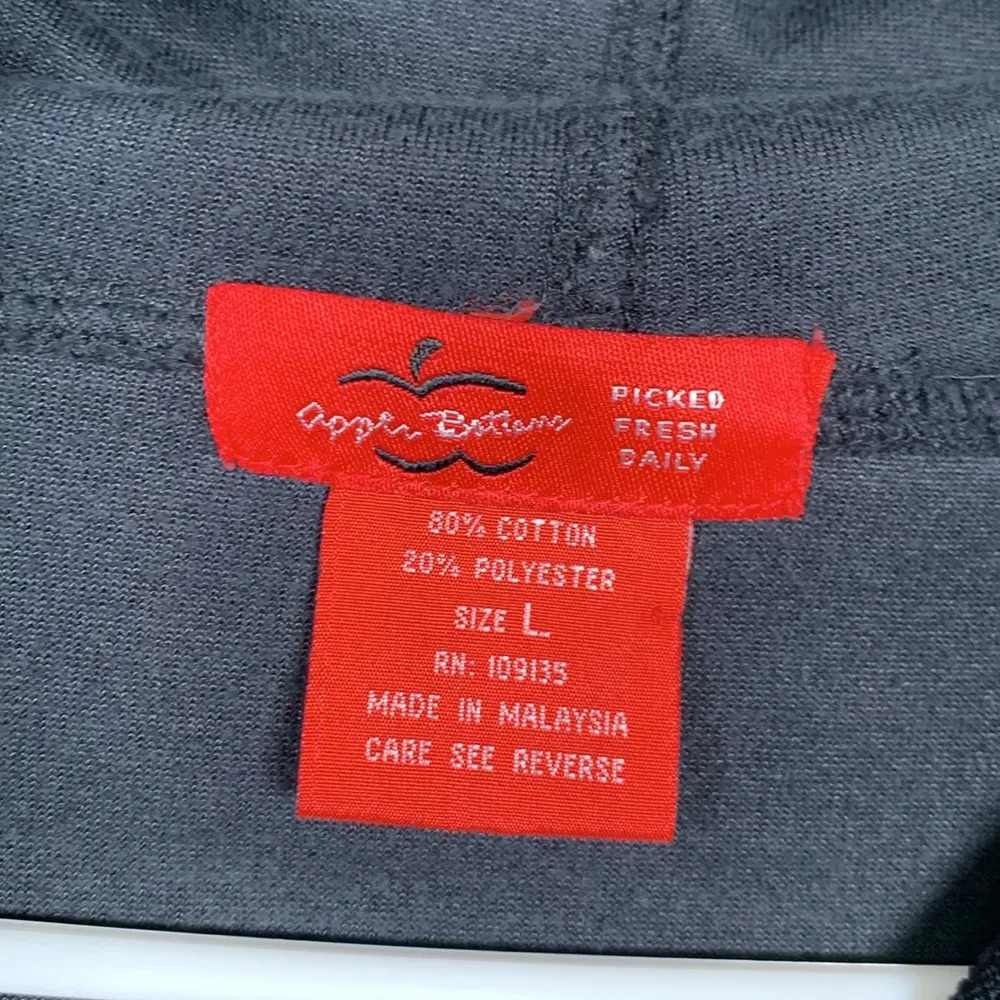 Apple Bottoms
PICKED
FRESH
DAILY
80% COTTON
20% POLYESTER
SIZE L
RN: 109135
MADE IN MALAYSIA
CARE SEE REVERSE